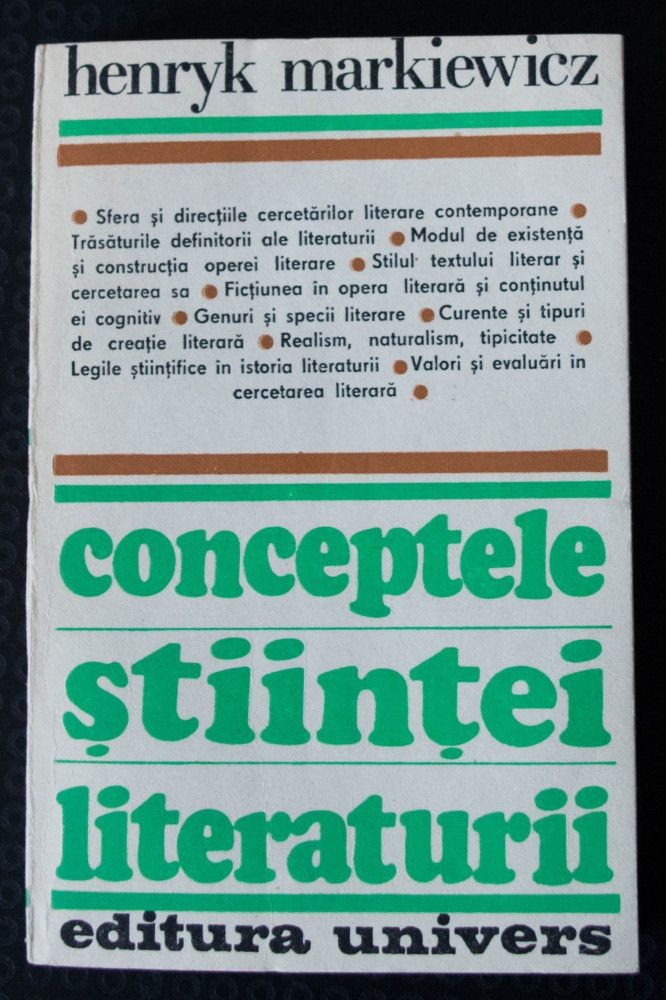 henryk markiewicz
● Sfera și direcțiile cercetărilor literare contemporane ●
Trăsăturile definitorii ale literaturii ● Modul de existență
și construcția operei literare ● Stilul textului literar și
cercetarea sa ● Ficțiunea în opera literară și conținutul
ei cognitiv ● Genuri și specii literare ● Curente și tipuri
de creație literară ● Realism, naturalism, tipicitate ●
Legile științifice în istoria literaturii ● Valori și evaluări în
cercetarea literară ●
conceptele
științei
literaturii
editura univers